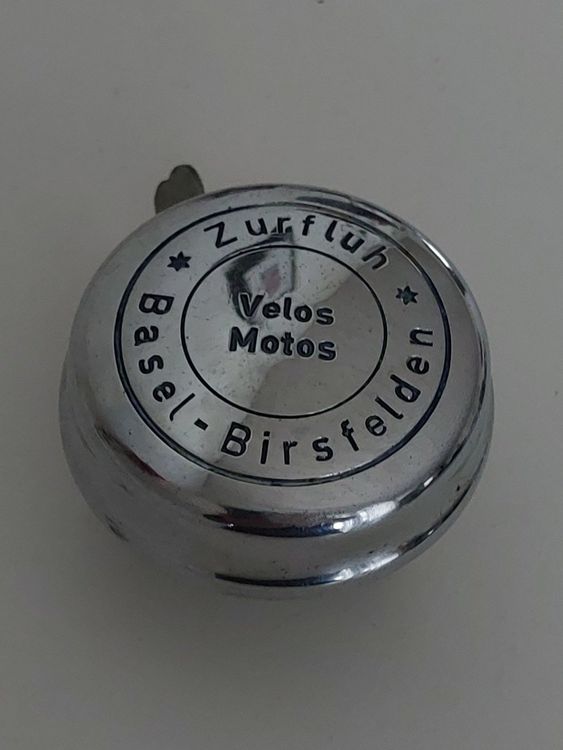 Zurfluh
Velos
Motos
Basel-Birsfelden